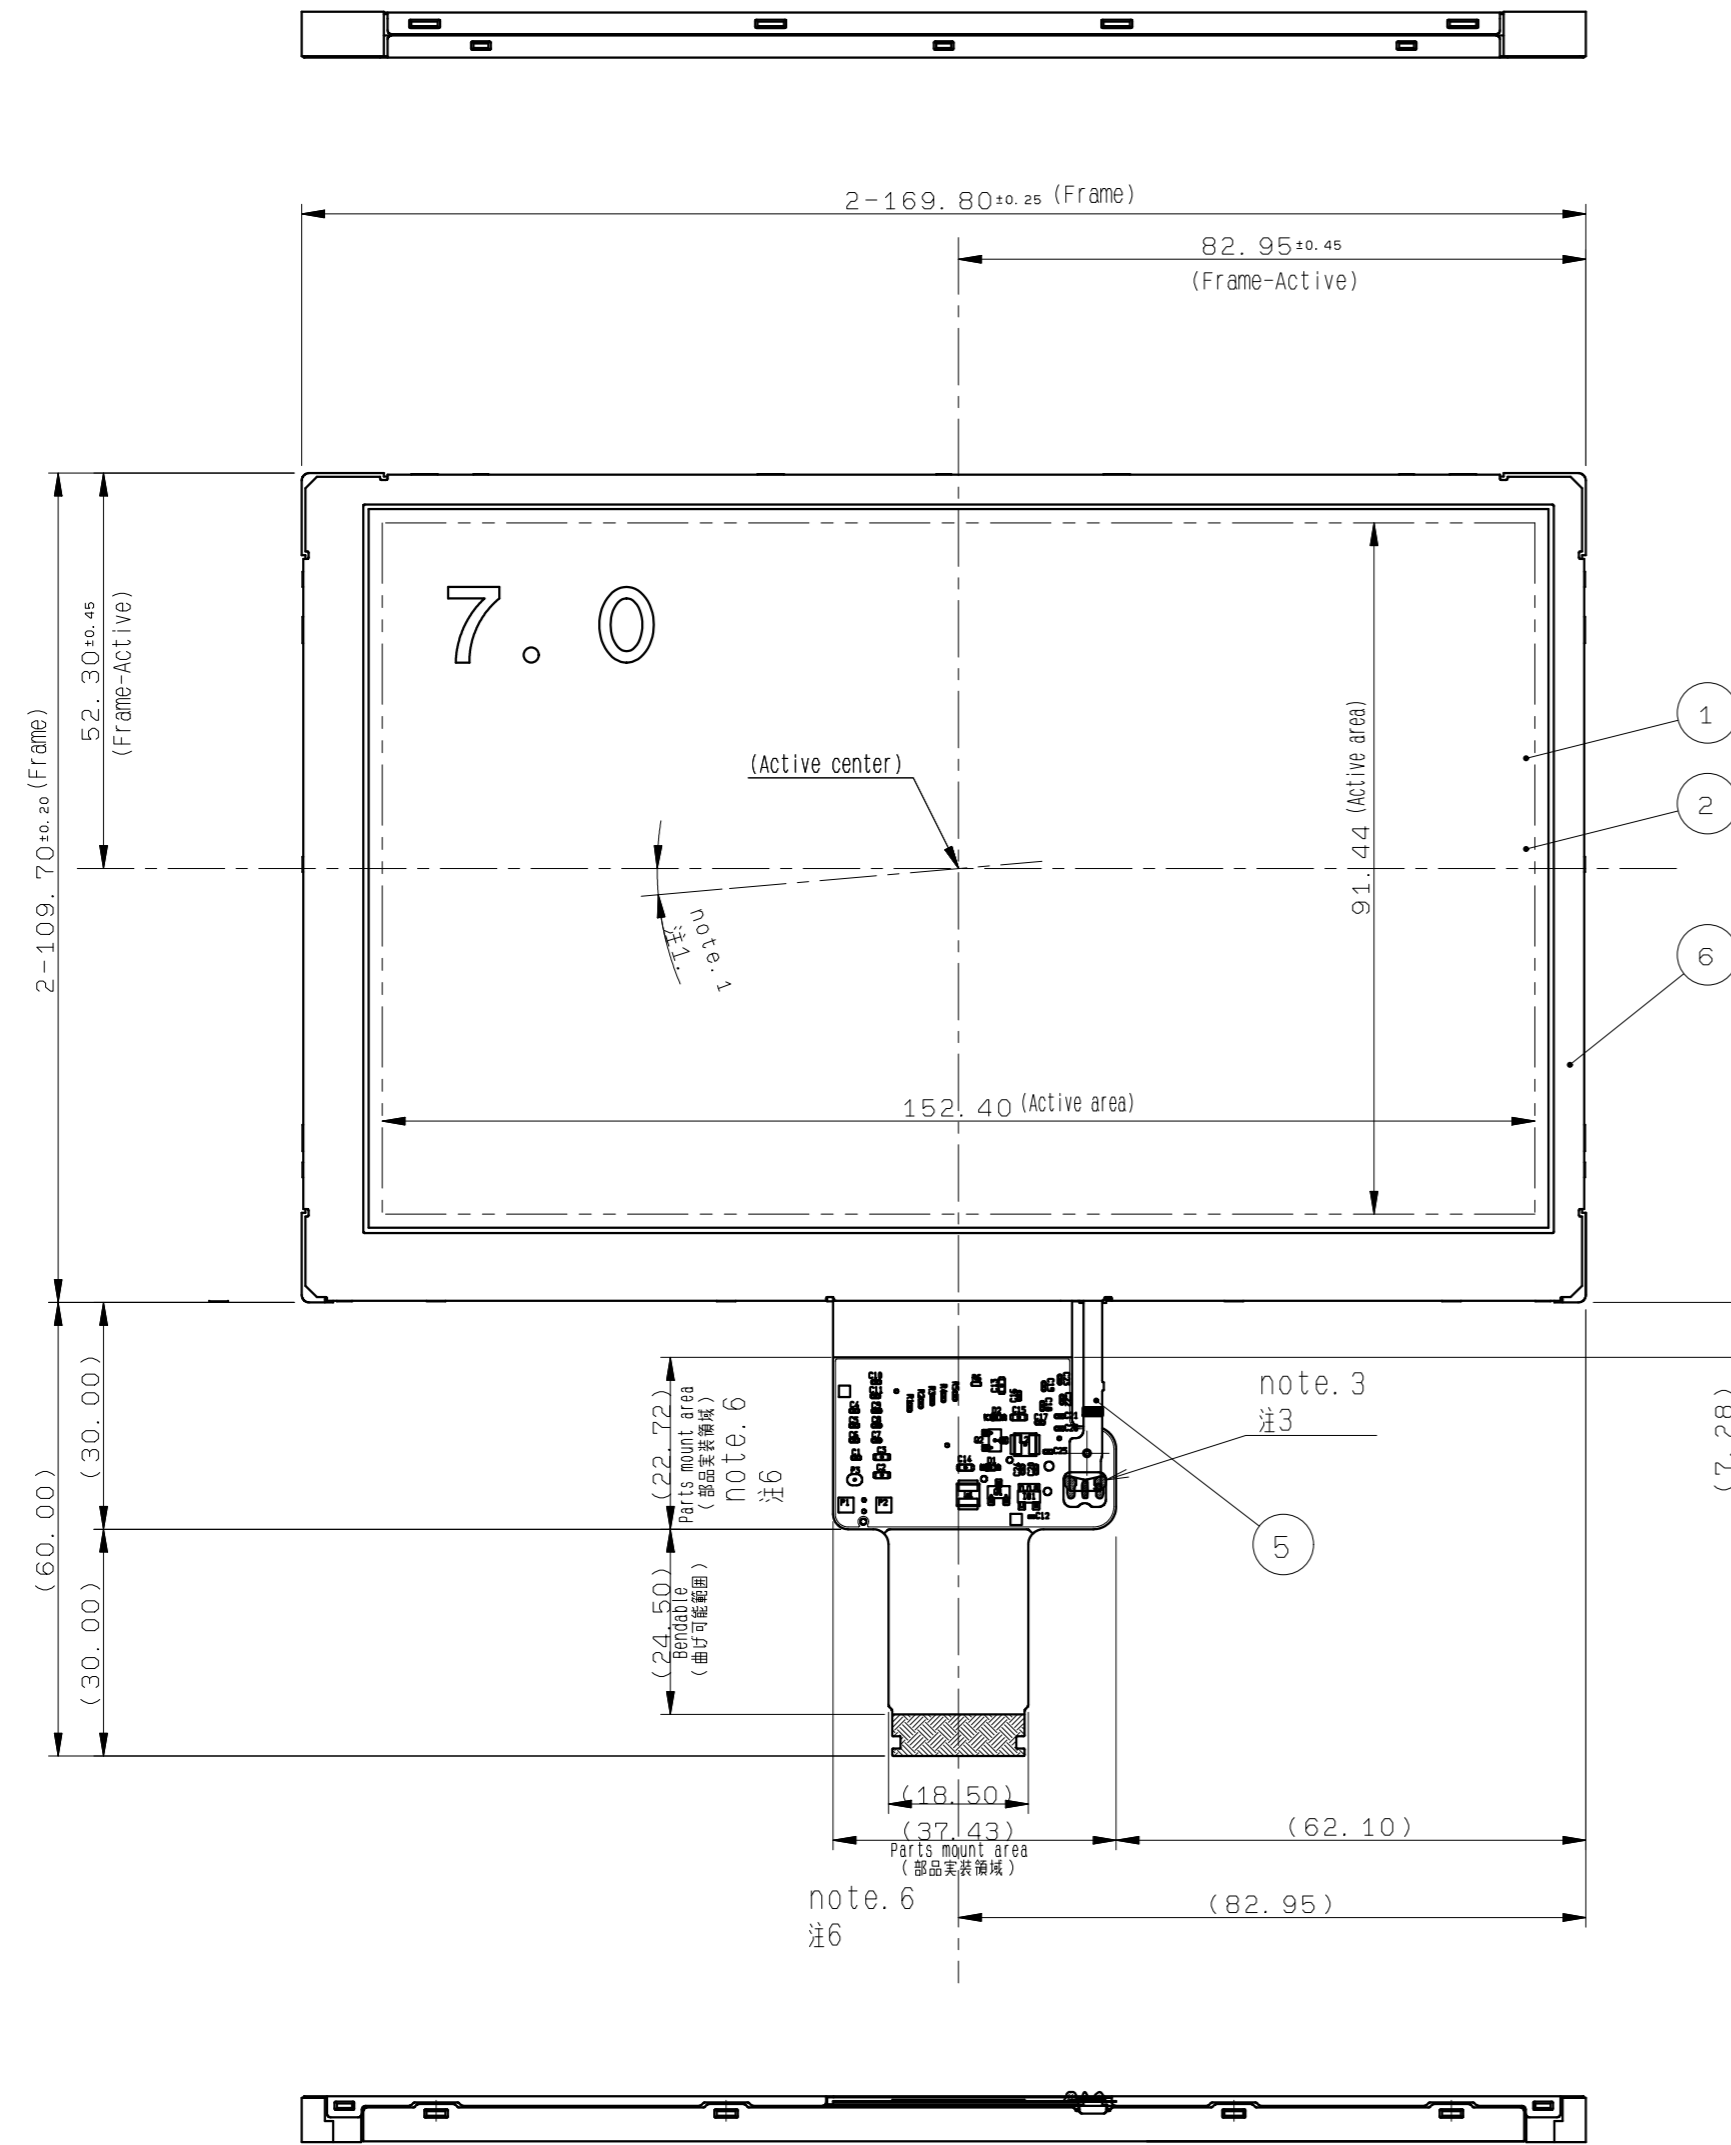 2-169.80±0.25 (Frame)
82.95±0.45
(Frame-Active)
52.30±0.45
(Frame-Active)
2-109.70±0.20 (Frame)
7.0
(Active center)
note.1
注1.
91.44 (Active area)
152.40 (Active area)
1
2
6
(60.00)
(30.00)
(30.00)
(22.72)
Parts mount area
(部品実装領域)
note.6
注6
(24.50)
Bendable
(曲げ可能範囲)
note.3
注3
5
(7.28)
P1
P2
C12
(18.50)
(37.43)
Parts mount area
(部品実装領域)
note.6
注6
(62.10)
(82.95)